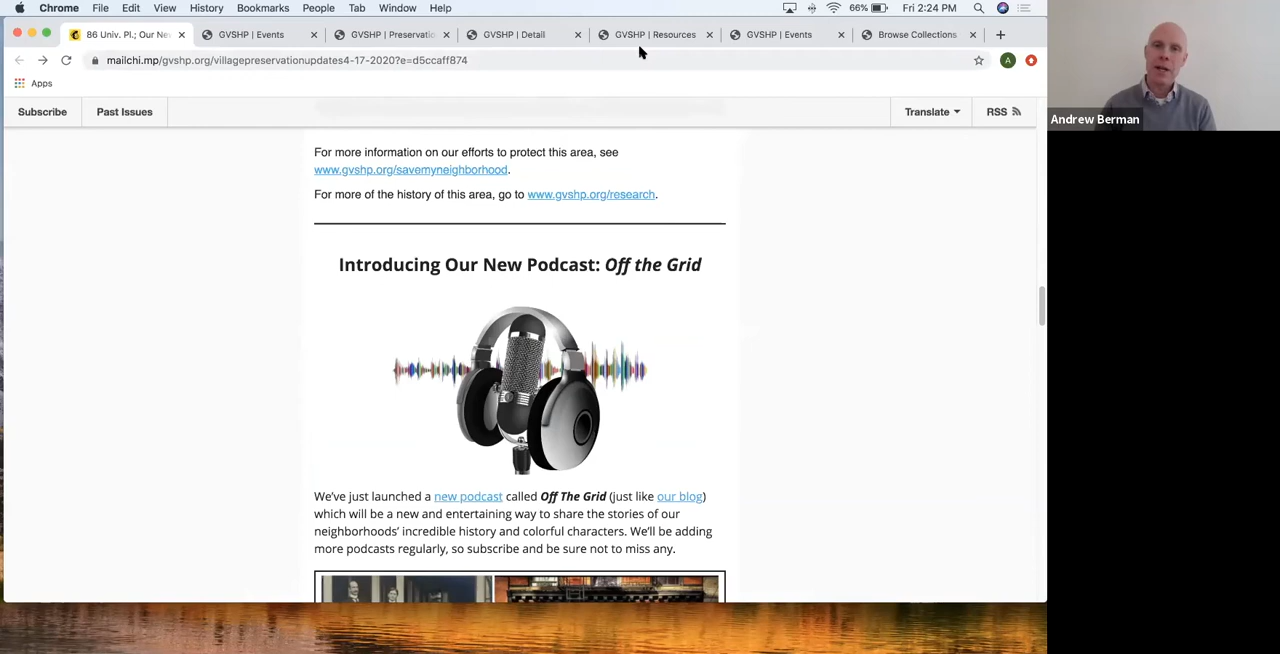 Chrome File Edit View History Bookmarks People Tab Window Help 66% Fri 2:24 PM
86 Univ. Pl.; Our Ne GVSHP | Events GVSHP | Preservatio GVSHP | Detail GVSHP | Resources GVSHP | Events Browse Collections
mailchi.mp/gvshp.org/villagepreservationupdates4-17-2020?e=d5ccaff874 A
Apps
Subscribe Past Issues Translate RSS
Andrew Berman
For more information on our efforts to protect this area, see
www.gvshp.org/savemyneighborhood.
For more of the history of this area, go to www.gvshp.org/research.
Introducing Our New Podcast: Off the Grid
We've just launched a new podcast called Off The Grid (just like our blog)
which will be a new and entertaining way to share the stories of our
neighborhoods' incredible history and colorful characters. We'll be adding
more podcasts regularly, so subscribe and be sure not to miss any.